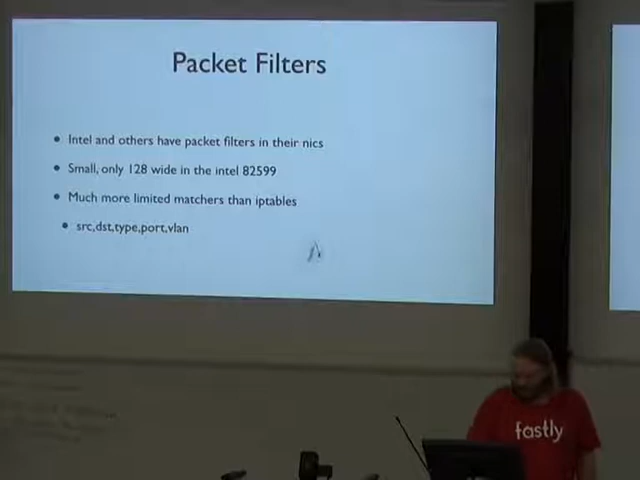 Packet Filters
Intel and others have packet filters in their nics
Small, only 128 wide in the intel 82599
Much more limited matchers than iptables
src,dst,type,port,vlan
fastly